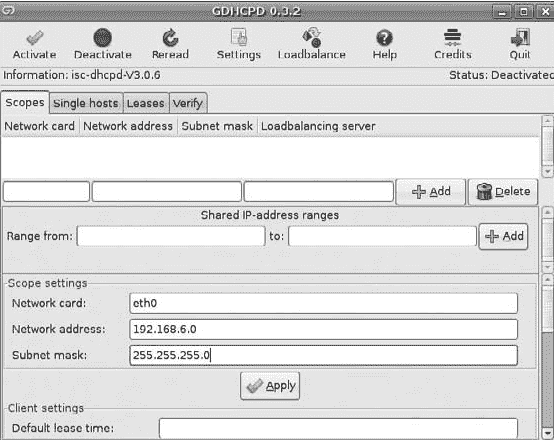 GDHCPD 0.3.2
Activate Deactivate Reread Settings Loadbalance Help Credits Quit
Information: isc-dhcpd-V3.0.6 Status: Deactivated
Scopes Single hosts Leases Verify
Network card Network address Subnet mask Loadbalancing server
Add Delete
Shared IP-address ranges
Range from: to: Add
Scope settings
Network card: eth0
Network address: 192.168.6.0
Subnet mask: 255.255.255.0
Apply
Client settings
Default lease time: